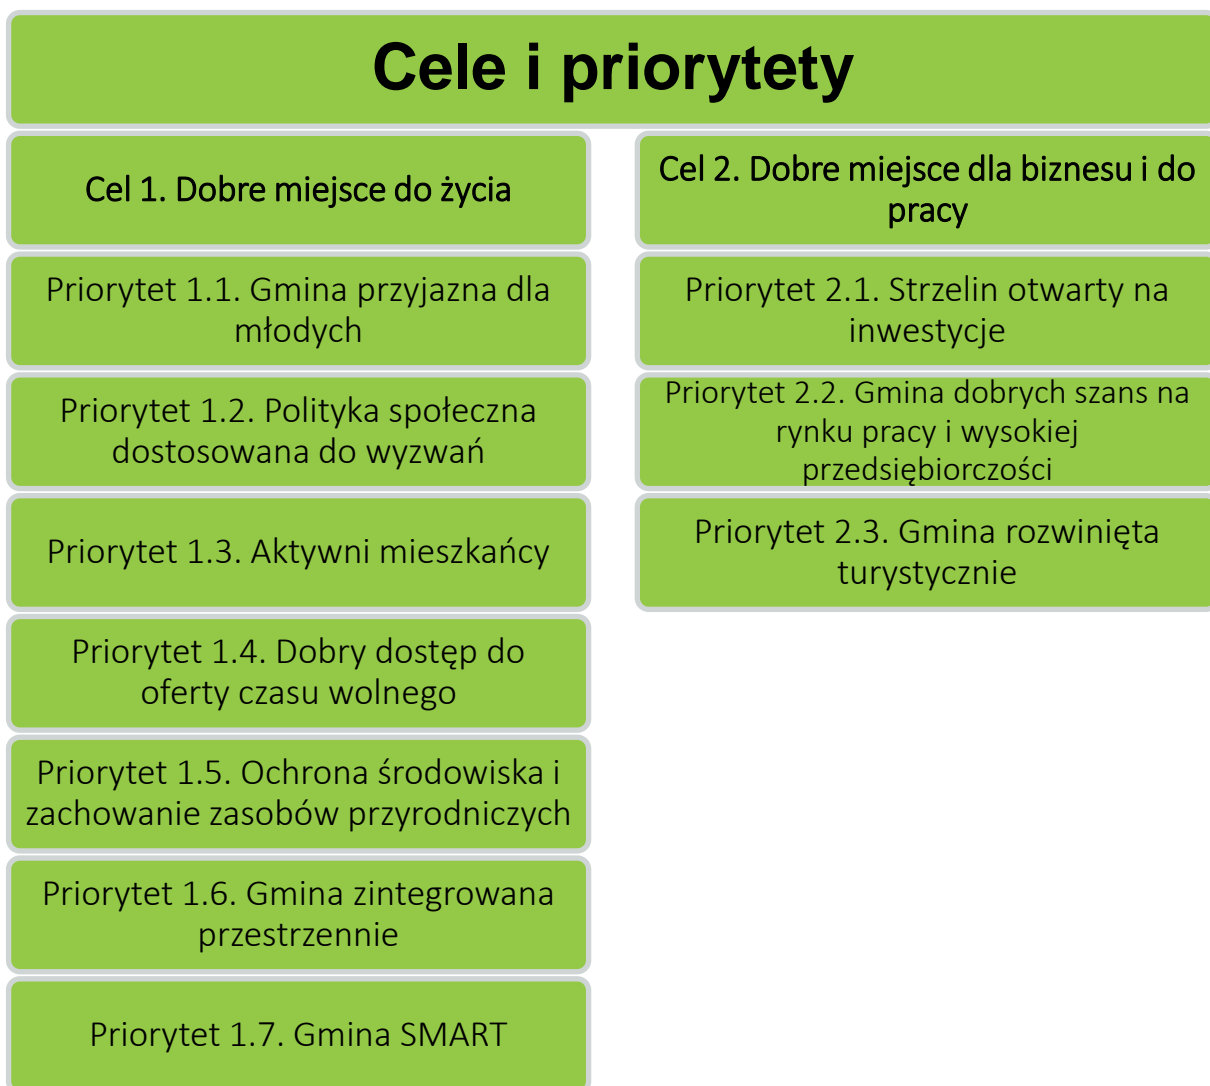 Cele i priorytety
Cel 1. Dobre miejsce do życia
Priorytet 1.1. Gmina przyjazna dla
młodych
Priorytet 1.2. Polityka społeczna
dostosowana do wyzwań
Priorytet 1.3. Aktywni mieszkańcy
Priorytet 1.4. Dobry dostęp do
oferty czasu wolnego
Priorytet 1.5. Ochrona środowiska i
zachowanie zasobów przyrodniczych
Priorytet 1.6. Gmina zintegrowana
przestrzennie
Priorytet 1.7. Gmina SMART
Cel 2. Dobre miejsce dla biznesu i do
pracy
Priorytet 2.1. Strzelin otwarty na
inwestycje
Priorytet 2.2. Gmina dobrych szans na
rynku pracy i wysokiej
przedsiębiorczości
Priorytet 2.3. Gmina rozwinięta
turystycznie